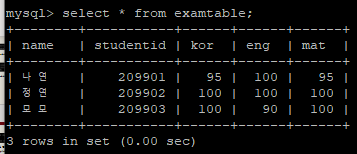 mysql> select * from examtable;
+--------+-----------+------+------+------+
| name | studentid | kor | eng | mat |
+--------+-----------+------+------+------+
| 나연 | 209901 | 95 | 100 | 95 |
| 정연 | 209902 | 100 | 100 | 100 |
| 모모 | 209903 | 100 | 90 | 100 |
+--------+-----------+------+------+------+
3 rows in set (0.00 sec)